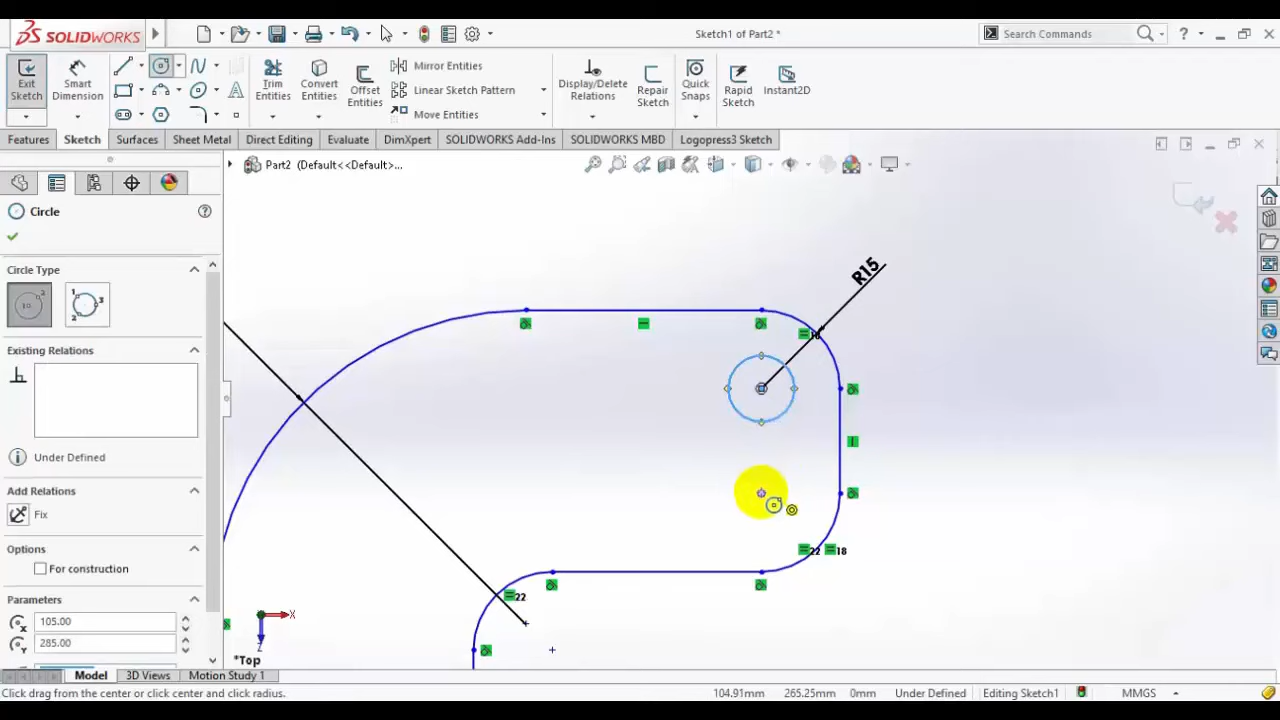 SOLIDWORKS
Sketch1 of Part2 *
Search Commands
?
Exit Sketch
Smart Dimension
Trim Entities
Convert Entities
Offset Entities
Mirror Entities
Linear Sketch Pattern
Move Entities
Display/Delete Relations
Repair Sketch
Quick Snaps
Rapid Sketch
Instant2D
Features
Sketch
Surfaces
Sheet Metal
Direct Editing
Evaluate
DimXpert
SOLIDWORKS Add-Ins
SOLIDWORKS MBD
Logopress3 Sketch
Part2 (Default<<Default>...
Circle
?
Circle Type
Existing Relations
Under Defined
Add Relations
Fix
Options
For construction
Parameters
105.00
285.00
R15
22
18
22
X
Z
*Top
Model
3D Views
Motion Study 1
Click drag from the center or click center and click radius.
104.91mm
265.25mm
0mm
Under Defined
Editing Sketch1
MMGS